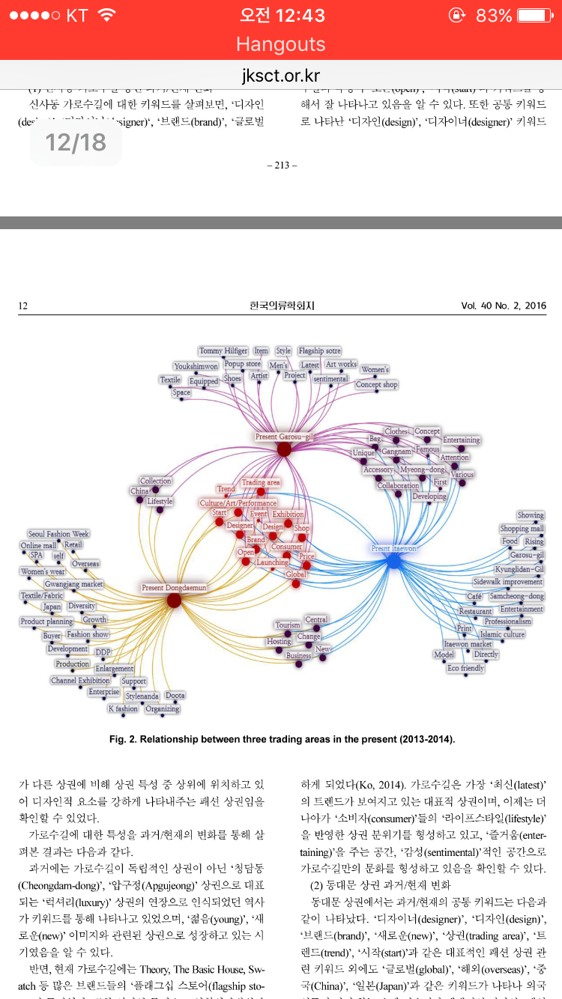 KT 오전 12:43 83%
Hangouts
jksct.or.kr
신사동 가로수길에 대한 키워드를 살펴보면, ‘디자인
‘브랜드(brand)’, ‘글로벌
해서 잘 나타나고 있음을 알 수 있다. 또한 공통 키워드
로 나타난 ‘디자인(design)’, ‘디자이너(designer)’ 키워드
12/18
– 213 –
12 한국의류학회지 Vol. 40 No. 2, 2016
Tommy Hilfiger Item Style Flagship sotre
Youkshimwon Popup store Men's Latest Art works Women's
Textile Equipped Shoes Artist Project sentimental Concept shop
Space
Present Garosu-gil
Clothes Concept
Bag Entertaining
Unique Gangnam Famous Attention
Accessory Myeong-dong Various
Collaboration First
Developing
Collection
China
Lifestyle
Trading area
Trend
Culture/Art/Performance
Start Event Exhibition
Designer Design Shop
Brand
Open Consumer
Launching Price
Global
Presnt Itaewon
Showing
Shopping mall
Food Rising
Garosu-gil
Kyunglidan-Gil
Sidewalk improvement
Café Samcheong-dong
Restaurant Entertainment
Professionalism
Print
Islamic culture
Itaewon market
Model Directly
Eco friendly
Seoul Fashion Week
Online mall Retail
SPA self
Overseas
Women's wear
Gwangjang market
Present Dongdaemun
Textile/Fabric
Japan Diversity
Product planning Growth
Buyer Fashion show
Development DDP
Production
Enlargement
Channel Exhibition Support
Enterprise Stylenanda Doota
K fashion Organizing
Tourism Central
Hosting Change
Business New
Fig. 2. Relationship between three trading areas in the present (2013-2014).
가 다른 상권에 비해 상권 특성 중 상위에 위치하고 있
어 디자인적 요소를 강하게 나타내주는 패션 상권임을
확인할 수 있었다.
가로수길에 대한 특성을 과거/현재의 변화를 통해 살
펴본 결과는 다음과 같다.
과거에는 가로수길이 독립적인 상권이 아닌 ‘청담동
(Cheongdam-dong)’, ‘압구정(Apgujeong)’ 상권으로 대표
되는 ‘럭셔리(luxury)’ 상권의 연장으로 인식되었던 역사
가 키워드를 통해 나타나고 있었으며, ‘젊음(young)’, ‘새
로운(new)’ 이미지와 관련된 상권으로 성장하고 있는 시
기였음을 알 수 있다.
반면, 현재 가로수길에는 Theory, The Basic House, Sw-
atch 등 많은 브랜드들의 ‘플래그십 스토어(flagship sto-
하게 되었다(Ko, 2014). 가로수길은 가장 ‘최신(latest)’
의 트렌드가 보여지고 있는 대표적 상권이며, 이제는 더
나아가 ‘소비자(consumer)’들의 ‘라이프스타일(lifestyle)’
을 반영한 상권 분위기를 형성하고 있고, ‘즐거움(enter-
taining)’을 주는 공간, ‘감성(sentimental)’적인 공간으로
가로수길만의 문화를 형성하고 있음을 확인할 수 있다.
(2) 동대문 상권 과거/현재 변화
동대문 상권에서는 과거/현재의 공통 키워드는 다음과
같이 나타났다. ‘디자이너(designer)’, ‘디자인(design)’,
‘브랜드(brand)’, ‘새로운(new)’, ‘상권(trading area)’, ‘트
렌드(trend)’, ‘시작(start)’과 같은 대표적인 패션 상권 관
련 키워드 외에도 ‘글로벌(global)’, ‘해외(overseas)’, ‘중
국(China)’, ‘일본(Japan)’과 같은 키워드가 나타나 외국